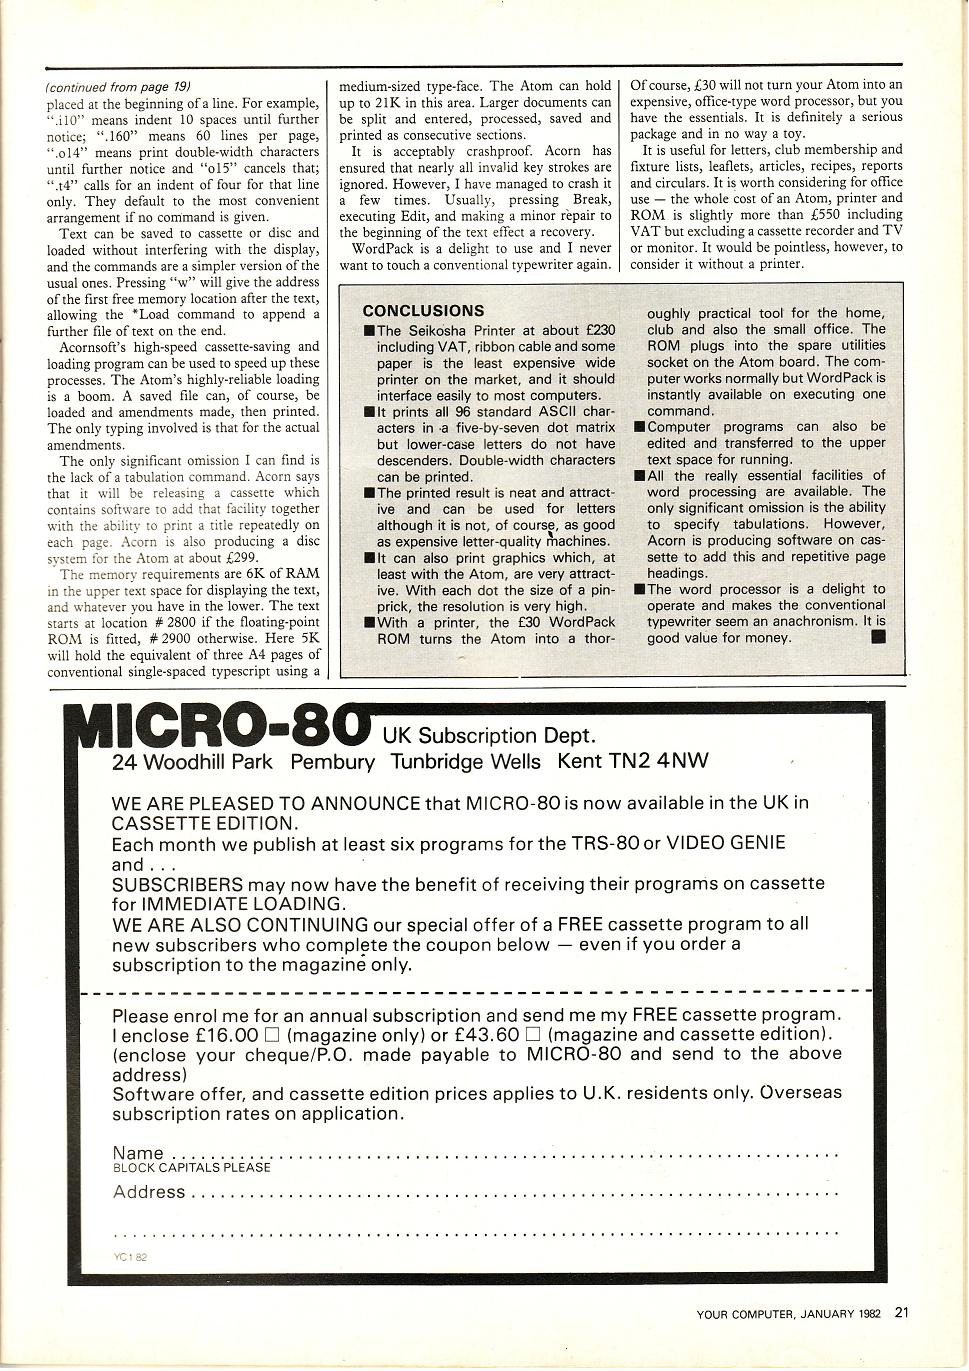 (continued from page 19)
placed at the beginning of a line. For example,
“.i10” means indent 10 spaces until further
notice; “.160” means 60 lines per page,
“.o14” means print double-width characters
until further notice and “o15” cancels that;
“.t4” calls for an indent of four for that line
only. They default to the most convenient
arrangement if no command is given.
Text can be saved to cassette or disc and
loaded without interfering with the display,
and the commands are a simpler version of the
usual ones. Pressing “w” will give the address
of the first free memory location after the text,
allowing the *Load command to append a
further file of text on the end.
Acornsoft's high-speed cassette-saving and
loading program can be used to speed up these
processes. The Atom's highly-reliable loading
is a boom. A saved file can, of course, be
loaded and amendments made, then printed.
The only typing involved is that for the actual
amendments.
The only significant omission I can find is
the lack of a tabulation command. Acorn says
that it will be releasing a cassette which
contains software to add that facility together
with the ability to print a title repeatedly on
each page. Acorn is also producing a disc
system for the Atom at about £299.
The memory requirements are 6K of RAM
in the upper text space for displaying the text,
and whatever you have in the lower. The text
starts at location # 2800 if the floating-point
ROM is fitted, # 2900 otherwise. Here 5K
will hold the equivalent of three A4 pages of
conventional single-spaced typescript using a
medium-sized type-face. The Atom can hold
up to 21K in this area. Larger documents can
be split and entered, processed, saved and
printed as consecutive sections.
It is acceptably crashproof. Acorn has
ensured that nearly all invalid key strokes are
ignored. However, I have managed to crash it
a few times. Usually, pressing Break,
executing Edit, and making a minor repair to
the beginning of the text effect a recovery.
WordPack is a delight to use and I never
want to touch a conventional typewriter again.
Of course, £30 will not turn your Atom into an
expensive, office-type word processor, but you
have the essentials. It is definitely a serious
package and in no way a toy.
It is useful for letters, club membership and
fixture lists, leaflets, articles, recipes, reports
and circulars. It is worth considering for office
use — the whole cost of an Atom, printer and
ROM is slightly more than £550 including
VAT but excluding a cassette recorder and TV
or monitor. It would be pointless, however, to
consider it without a printer.
CONCLUSIONS
■ The Seikosha Printer at about £230
including VAT, ribbon cable and some
paper is the least expensive wide
printer on the market, and it should
interface easily to most computers.
■ It prints all 96 standard ASCII char-
acters in a five-by-seven dot matrix
but lower-case letters do not have
descenders. Double-width characters
can be printed.
■ The printed result is neat and attract-
ive and can be used for letters
although it is not, of course, as good
as expensive letter-quality machines.
■ It can also print graphics which, at
least with the Atom, are very attract-
ive. With each dot the size of a pin-
prick, the resolution is very high.
■ With a printer, the £30 WordPack
ROM turns the Atom into a thor-
oughly practical tool for the home,
club and also the small office. The
ROM plugs into the spare utilities
socket on the Atom board. The com-
puter works normally but WordPack is
instantly available on executing one
command.
■ Computer programs can also be
edited and transferred to the upper
text space for running.
■ All the really essential facilities of
word processing are available. The
only significant omission is the ability
to specify tabulations. However,
Acorn is producing software on cas-
sette to add this and repetitive page
headings.
■ The word processor is a delight to
operate and makes the conventional
typewriter seem an anachronism. It is
good value for money. ■
MICRO-80 UK Subscription Dept.
24 Woodhill Park Pembury Tunbridge Wells Kent TN2 4NW
WE ARE PLEASED TO ANNOUNCE that MICRO-80 is now available in the UK in
CASSETTE EDITION.
Each month we publish at least six programs for the TRS-80 or VIDEO GENIE
and . . .
SUBSCRIBERS may now have the benefit of receiving their programs on cassette
for IMMEDIATE LOADING.
WE ARE ALSO CONTINUING our special offer of a FREE cassette program to all
new subscribers who complete the coupon below — even if you order a
subscription to the magazine only.
Please enrol me for an annual subscription and send me my FREE cassette program.
I enclose £16.00 □ (magazine only) or £43.60 □ (magazine and cassette edition).
(enclose your cheque/P.O. made payable to MICRO-80 and send to the above
address)
Software offer, and cassette edition prices applies to U.K. residents only. Overseas
subscription rates on application.
Name
BLOCK CAPITALS PLEASE
Address
YC1 82
YOUR COMPUTER, JANUARY 1982 21